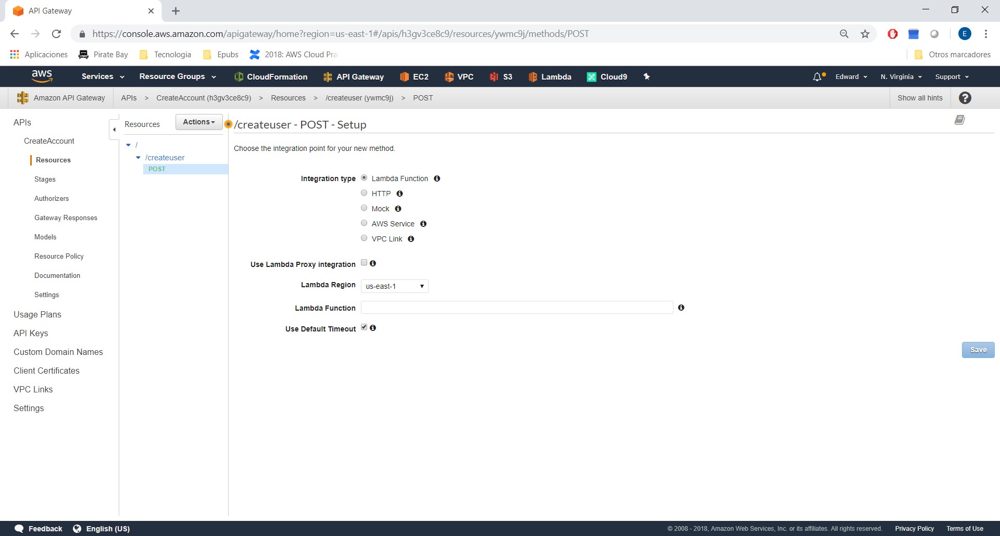 API Gateway
https://console.aws.amazon.com/apigateway/home?region=us-east-1#/apis/h3gv3ce8c9/resources/ywmc9j/methods/POST
E
Aplicaciones Pirate Bay Tecnologia Epubs 2018: AWS Cloud Pra Otros marcadores
aws Services Resource Groups CloudFormation API Gateway EC2 VPC S3 Lambda Cloud9 Edward N. Virginia Support
Amazon API Gateway APIs > CreateAccount (h3gv3ce8c9) > Resources > /createuser (ywmc9j) > POST Show all hints ?
APIs
CreateAccount
Resources
Stages
Authorizers
Gateway Responses
Models
Resource Policy
Documentation
Settings
Usage Plans
API Keys
Custom Domain Names
Client Certificates
VPC Links
Settings
Resources Actions
/
/createuser
POST
/createuser - POST - Setup
Choose the integration point for your new method.
Integration type Lambda Function
HTTP
Mock
AWS Service
VPC Link
Use Lambda Proxy integration
Lambda Region us-east-1
Lambda Function
Use Default Timeout
Save
Feedback English (US) © 2008 - 2018, Amazon Web Services, Inc. or its affiliates. All rights reserved. Privacy Policy Terms of Use